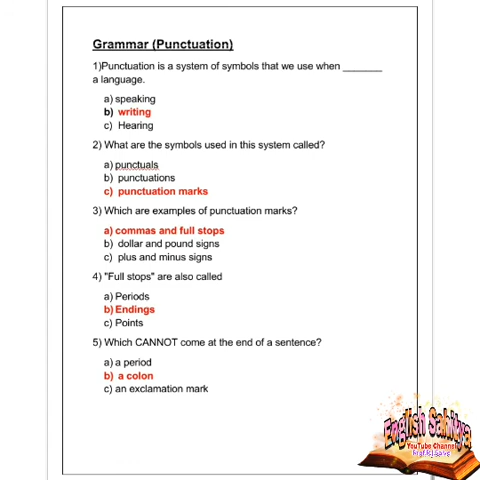 Grammar (Punctuation)
1)Punctuation is a system of symbols that we use when _______
a language.
a) speaking
b) writing
c) Hearing
2) What are the symbols used in this system called?
a) punctuals
b) punctuations
c) punctuation marks
3) Which are examples of punctuation marks?
a) commas and full stops
b) dollar and pound signs
c) plus and minus signs
4) "Full stops" are also called
a) Periods
b) Endings
c) Points
5) Which CANNOT come at the end of a sentence?
a) a period
b) a colon
c) an exclamation mark
English Sahitya
YouTube Channel